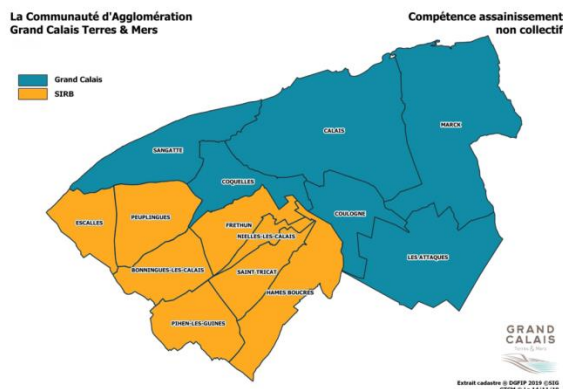 La Communauté d'Agglomération
Grand Calais Terres & Mers
Compétence assainissement
non collectif
Grand Calais
SIRB
CALAIS
MARCK
SANGATTE
COQUELLES
COULOGNE
PEUPLINGUES
ESCALLES
FRETHUN
NIELLES-LES-CALAIS
LES ATTAQUES
BONNINGUES-LES-CALAIS
SAINT-TRICAT
HAMES BOUCRES
PIHEN-LES-GUINES
GRAND
CALAIS
Terres & Mers
Extrait cadastre @ DGFIP 2019 ©SIG